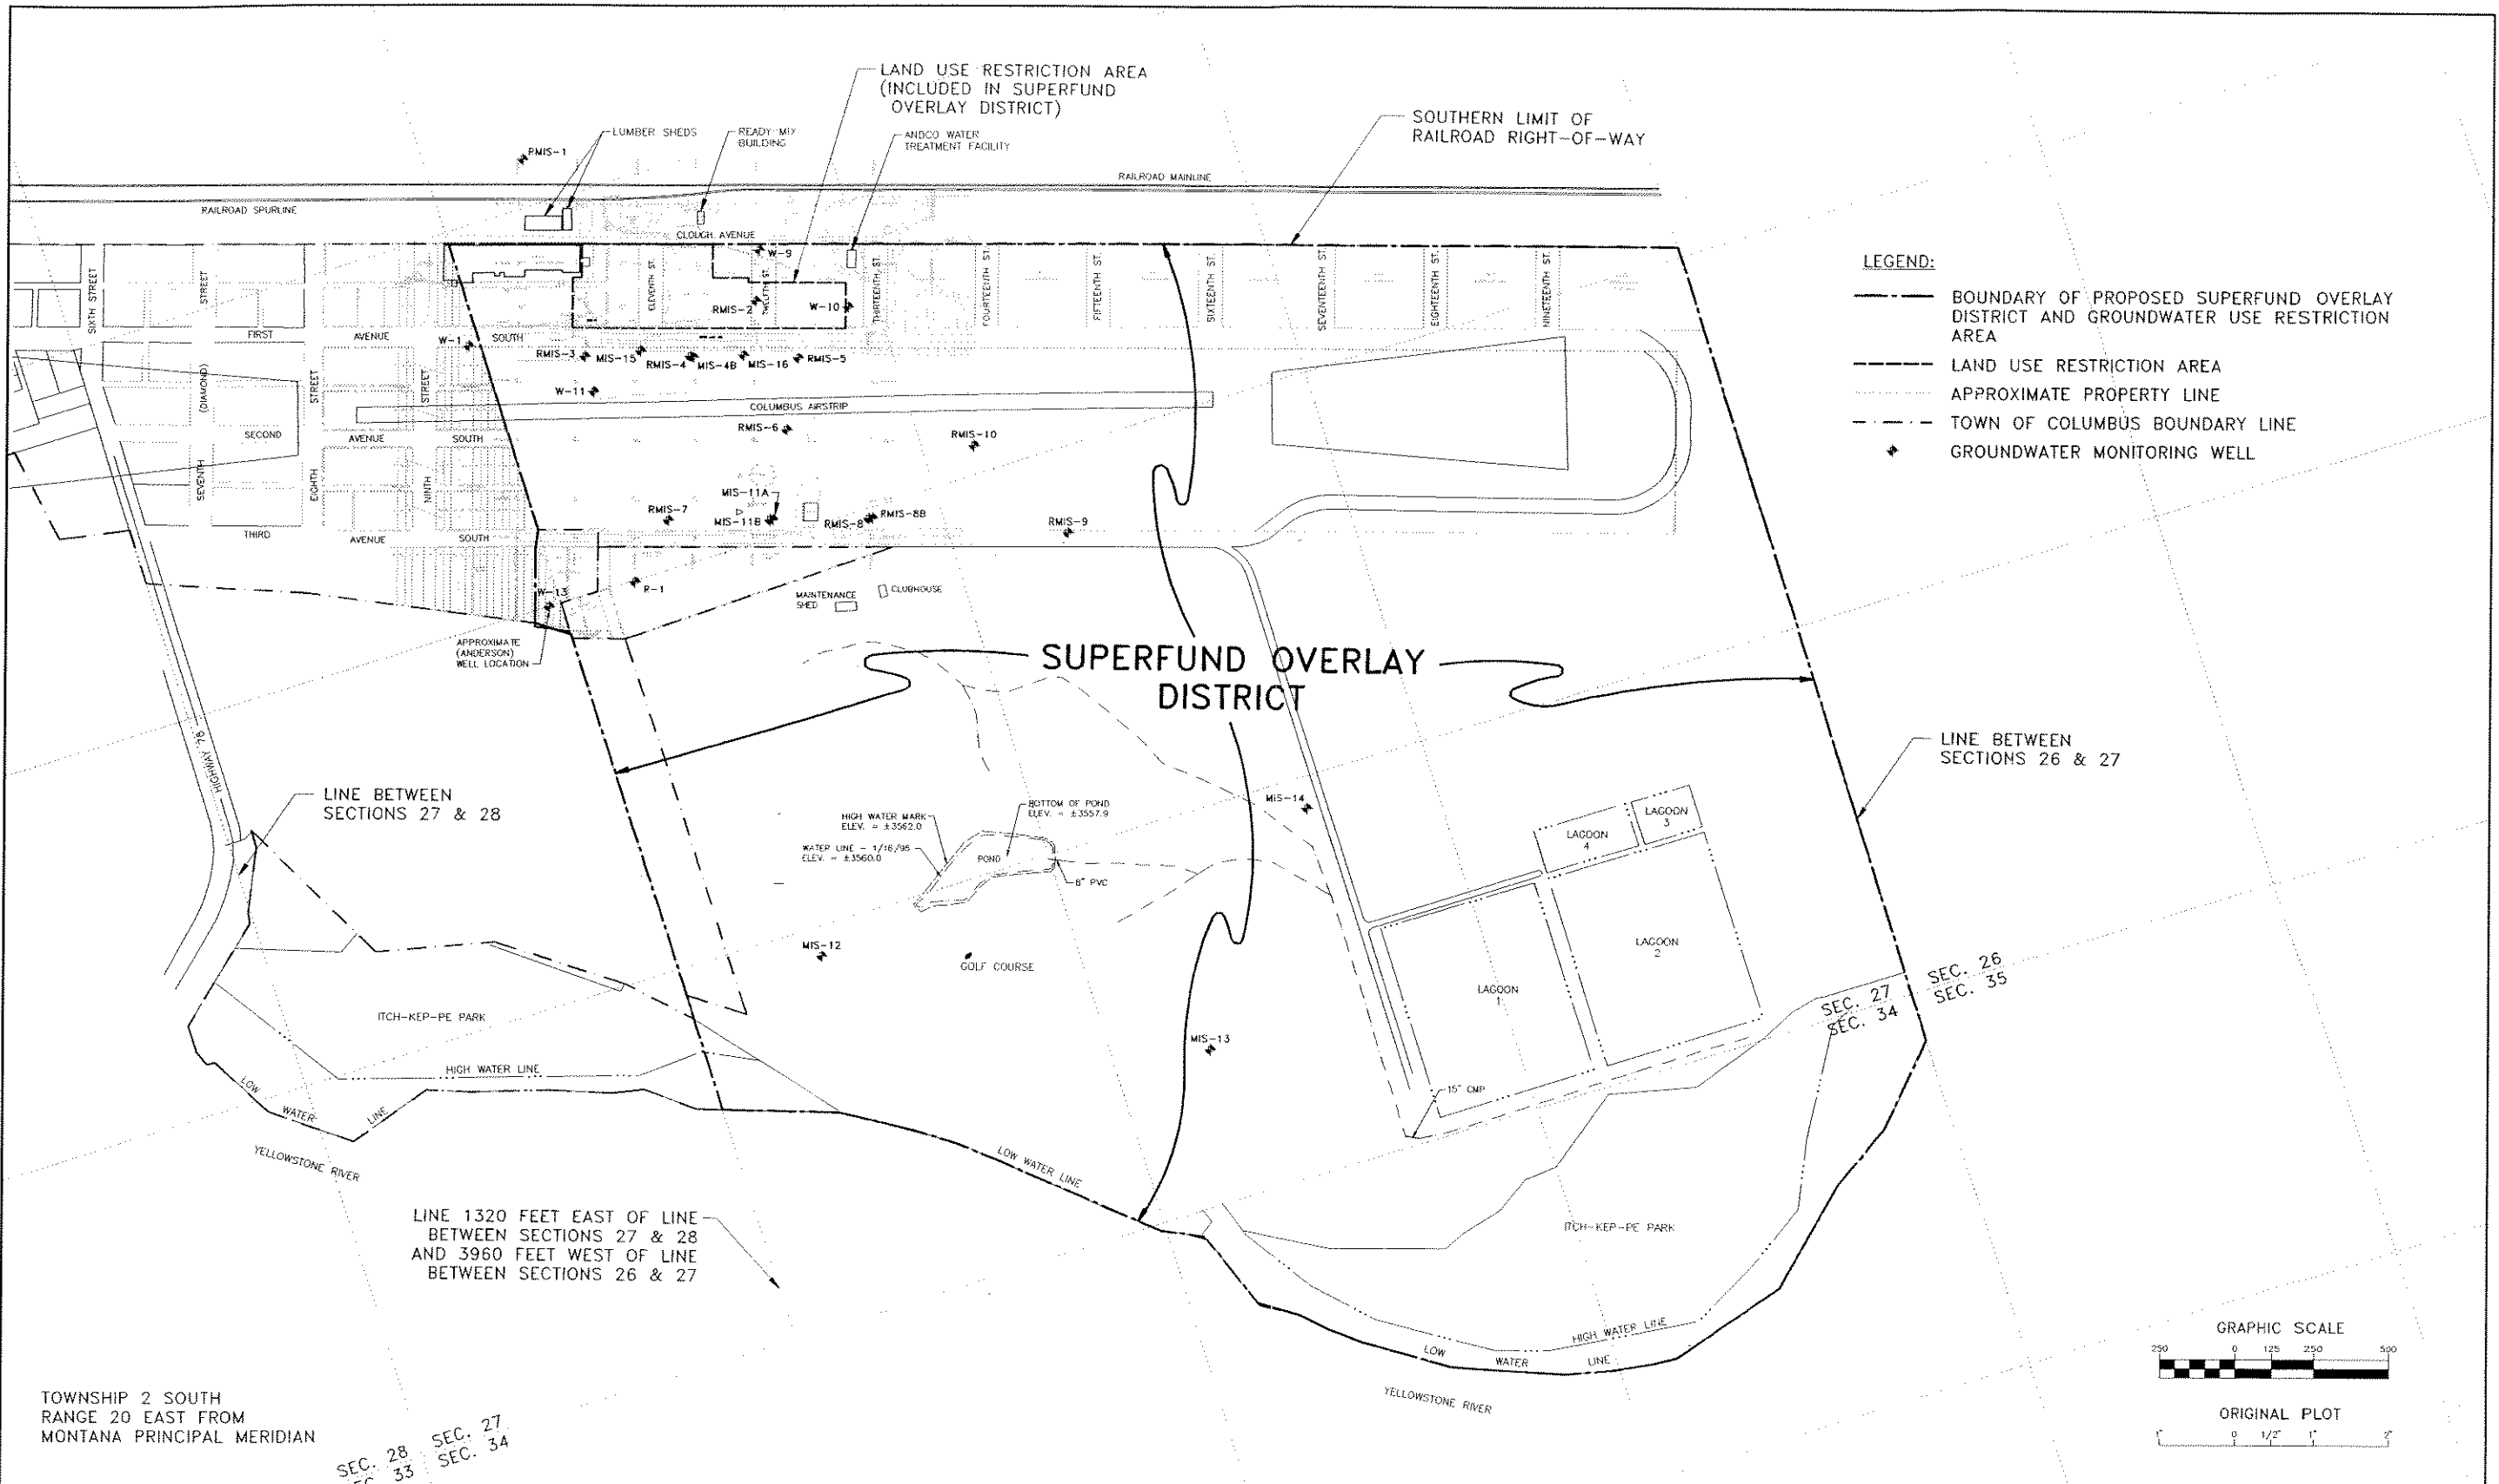 LAND USE RESTRICTION AREA
(INCLUDED IN SUPERFUND
OVERLAY DISTRICT)
SOUTHERN LIMIT OF
RAILROAD RIGHT-OF-WAY
LUMBER SHEDS
READY MIX
BUILDING
ANDCO WATER
TREATMENT FACILITY
RMIS-1
RAILROAD MAINLINE
RAILROAD SPURLINE
CLOUGH AVENUE
W-9
SIXTH STREET
STREET
ELEVENTH ST.
TWELFTH ST.
THIRTEENTH ST.
FOURTEENTH ST.
FIFTEENTH ST.
SIXTEENTH ST.
SEVENTEENTH ST.
EIGHTEENTH ST.
NINETEENTH ST.
RMIS-2
W-10
FIRST
AVENUE
SOUTH
W-1
RMIS-3
MIS-15
RMIS-4
MIS-4B
MIS-16
RMIS-5
(DIAMOND)
STREET
STREET
W-11
COLUMBUS AIRSTRIP
RMIS-6
RMIS-10
SECOND
AVENUE
SOUTH
SEVENTH
EIGHTH
NINTH
MIS-11A
RMIS-7
MIS-11B
RMIS-8
RMIS-8B
RMIS-9
THIRD
AVENUE
SOUTH
W-13
P-1
MAINTENANCE
SHED
CLUBHOUSE
APPROXIMATE
(ANDERSON)
WELL LOCATION
LEGEND:
BOUNDARY OF PROPOSED SUPERFUND OVERLAY
DISTRICT AND GROUNDWATER USE RESTRICTION
AREA
LAND USE RESTRICTION AREA
APPROXIMATE PROPERTY LINE
TOWN OF COLUMBUS BOUNDARY LINE
GROUNDWATER MONITORING WELL
SUPERFUND OVERLAY
DISTRICT
HIGHWAY 78
LINE BETWEEN
SECTIONS 27 & 28
LINE BETWEEN
SECTIONS 26 & 27
HIGH WATER MARK
ELEV. = ±3562.0
WATER LINE - 1/16/95
ELEV. = ±3560.0
BOTTOM OF POND
ELEV. = ±3557.9
POND
8" PVC
MIS-14
LAGOON
4
LAGOON
3
LAGOON
2
LAGOON
1
MIS-12
GOLF COURSE
MIS-13
15" CMP
SEC. 26
SEC. 27
SEC. 35
SEC. 34
ITCH-KEP-PE PARK
HIGH WATER LINE
LOW
WATER
LINE
YELLOWSTONE RIVER
LOW WATER LINE
LINE 1320 FEET EAST OF LINE
BETWEEN SECTIONS 27 & 28
AND 3960 FEET WEST OF LINE
BETWEEN SECTIONS 26 & 27
ITCH-KEP-PE PARK
HIGH WATER LINE
LOW
WATER
LINE
YELLOWSTONE RIVER
GRAPHIC SCALE
250 0 125 250 500
ORIGINAL PLOT
1" 0 1/2" 1" 2"
TOWNSHIP 2 SOUTH
RANGE 20 EAST FROM
MONTANA PRINCIPAL MERIDIAN
SEC. 28
SEC. 27
33
SEC. 34